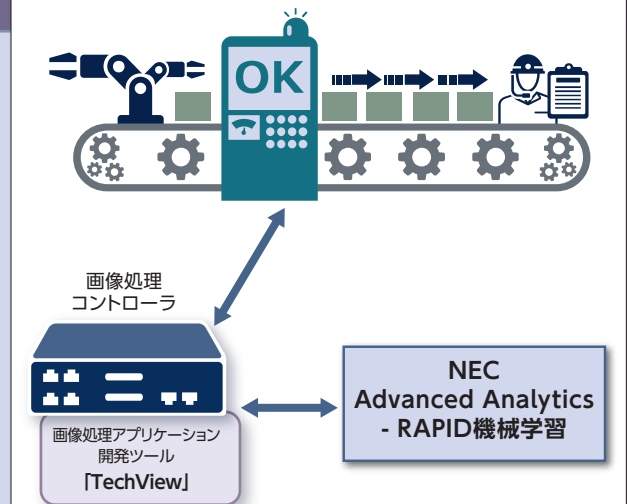 OK
画像処理
コントローラ
画像処理アプリケーション
開発ツール
「TechView」
NEC
Advanced Analytics
- RAPID機械学習